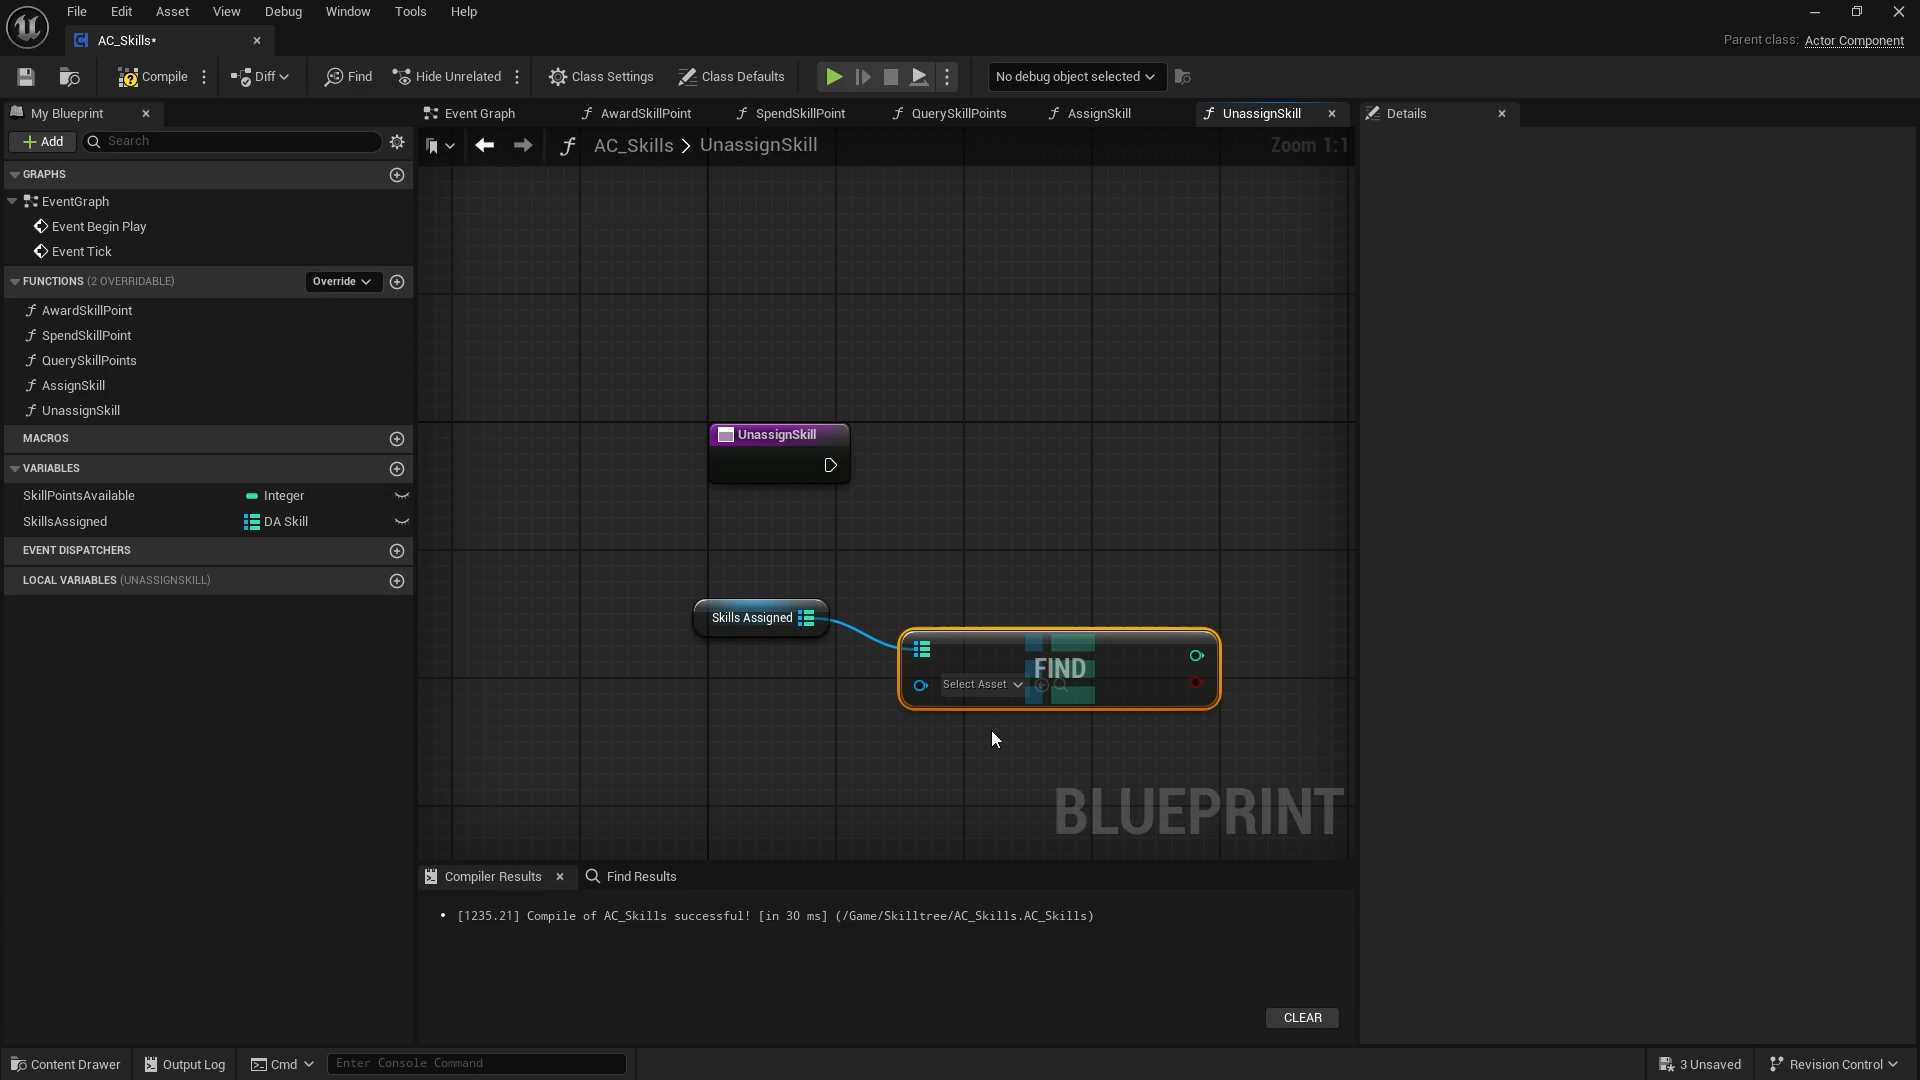 File Edit Asset View Debug Window Tools Help
AC_Skills*
Parent class: Actor Component
Compile Diff Find Hide Unrelated Class Settings Class Defaults No debug object selected
My Blueprint
Event Graph AwardSkillPoint SpendSkillPoint QuerySkillPoints AssignSkill UnassignSkill
Details
Add Search
AC_Skills > UnassignSkill
Zoom 1:1
GRAPHS
EventGraph
Event Begin Play
Event Tick
FUNCTIONS (2 OVERRIDABLE) Override
AwardSkillPoint
SpendSkillPoint
QuerySkillPoints
AssignSkill
UnassignSkill
MACROS
VARIABLES
SkillPointsAvailable Integer
SkillsAssigned DA Skill
EVENT DISPATCHERS
LOCAL VARIABLES (UNASSIGNSKILL)
UnassignSkill
Skills Assigned
FIND
Select Asset
BLUEPRINT
Compiler Results Find Results
• [1235.21] Compile of AC_Skills successful! [in 30 ms] (/Game/Skilltree/AC_Skills.AC_Skills)
CLEAR
Content Drawer Output Log Cmd Enter Console Command 3 Unsaved Revision Control